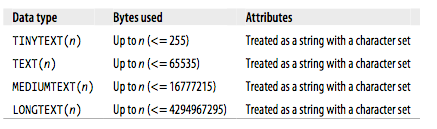 Data type Bytes used Attributes
TINYTEXT(n) Up to n (<= 255) Treated as a string with a character set
TEXT(n) Up to n (<= 65535) Treated as a string with a character set
MEDIUMTEXT(n) Up to n (<= 16777215) Treated as a string with a character set
LONGTEXT(n) Up to n (<= 4294967295) Treated as a string with a character set